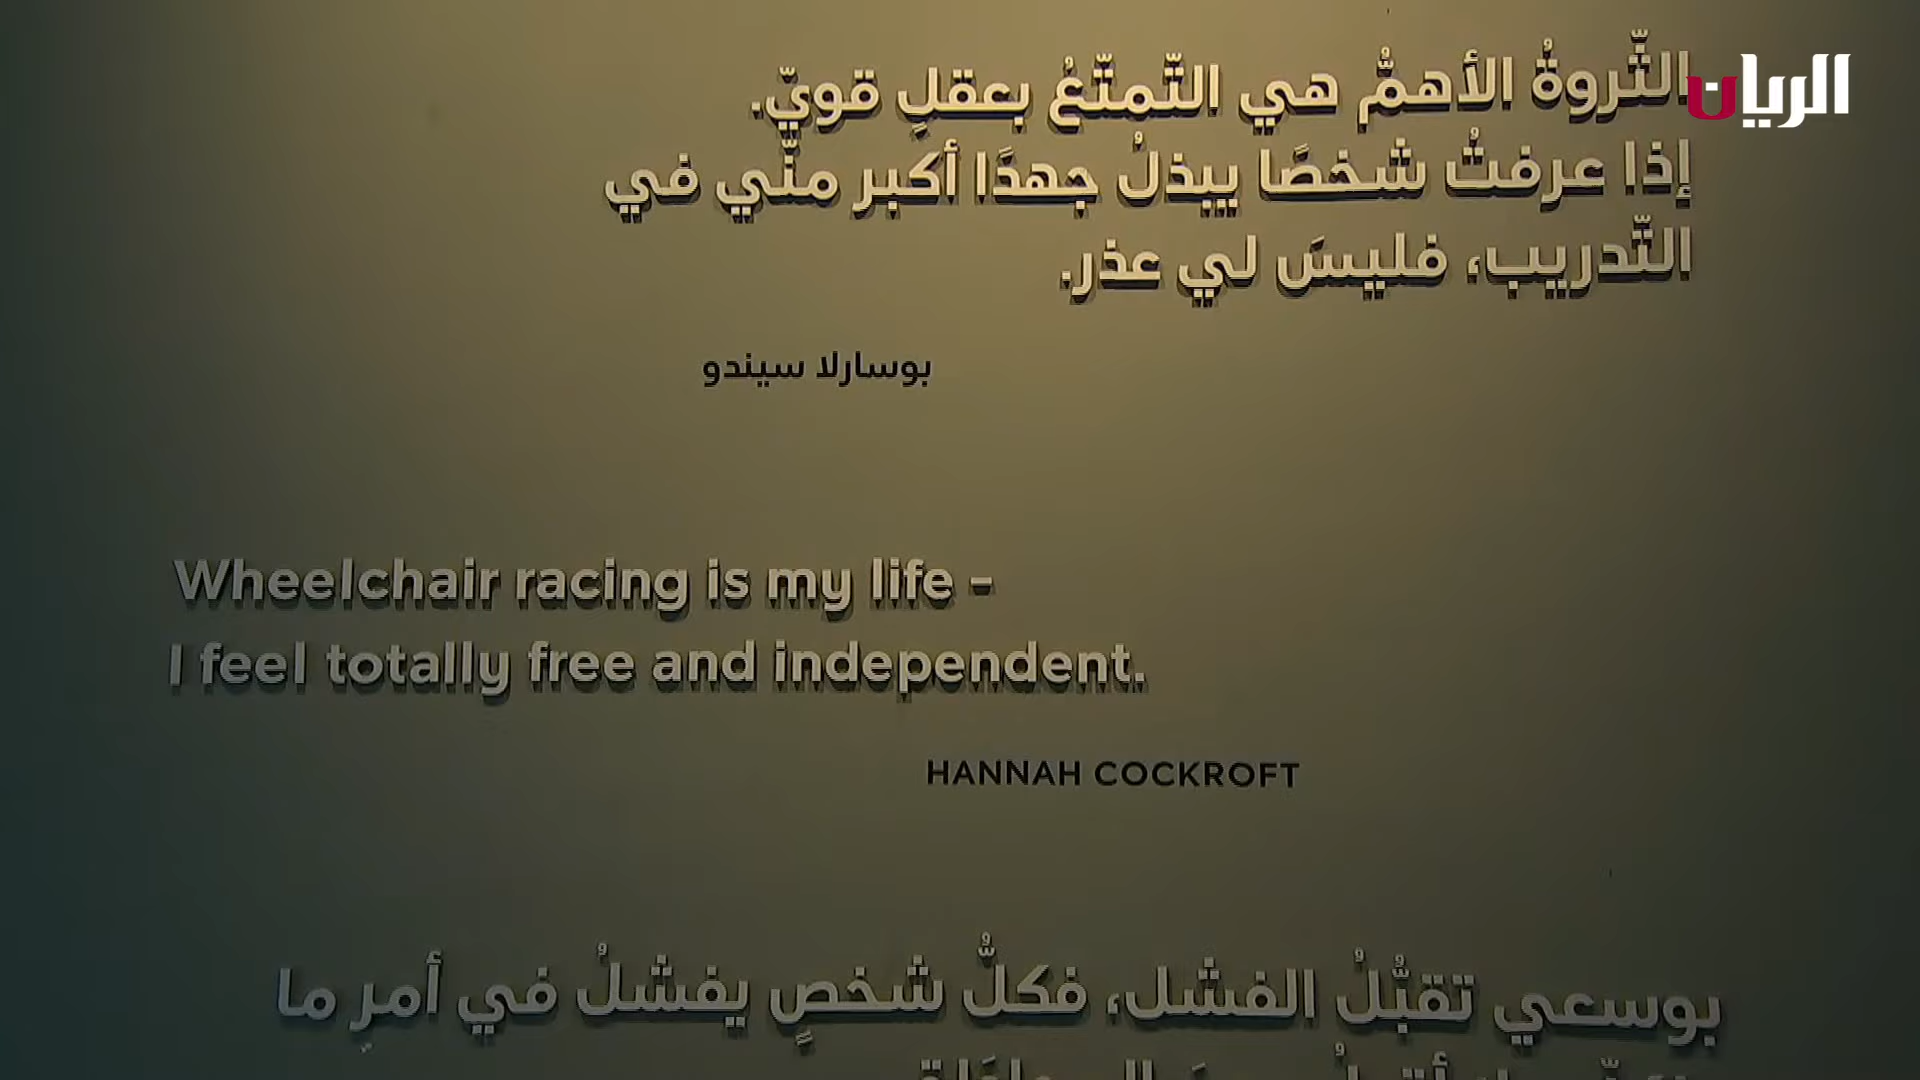 الريان
الثّروةُ الأهمُّ هي التّمتّعُ بعقلٍ قويّ.
إذا عرفتُ شخصًا يبذلُ جهدًا أكبر منّي في
التّدريب، فليسَ لي عذر.
بوسارلا سيندو
Wheelchair racing is my life –
I feel totally free and independent.
HANNAH COCKROFT
بوسعي تقبُّلُ الفشل، فكلُّ شخصٍ يفشلُ في أمرٍ ما